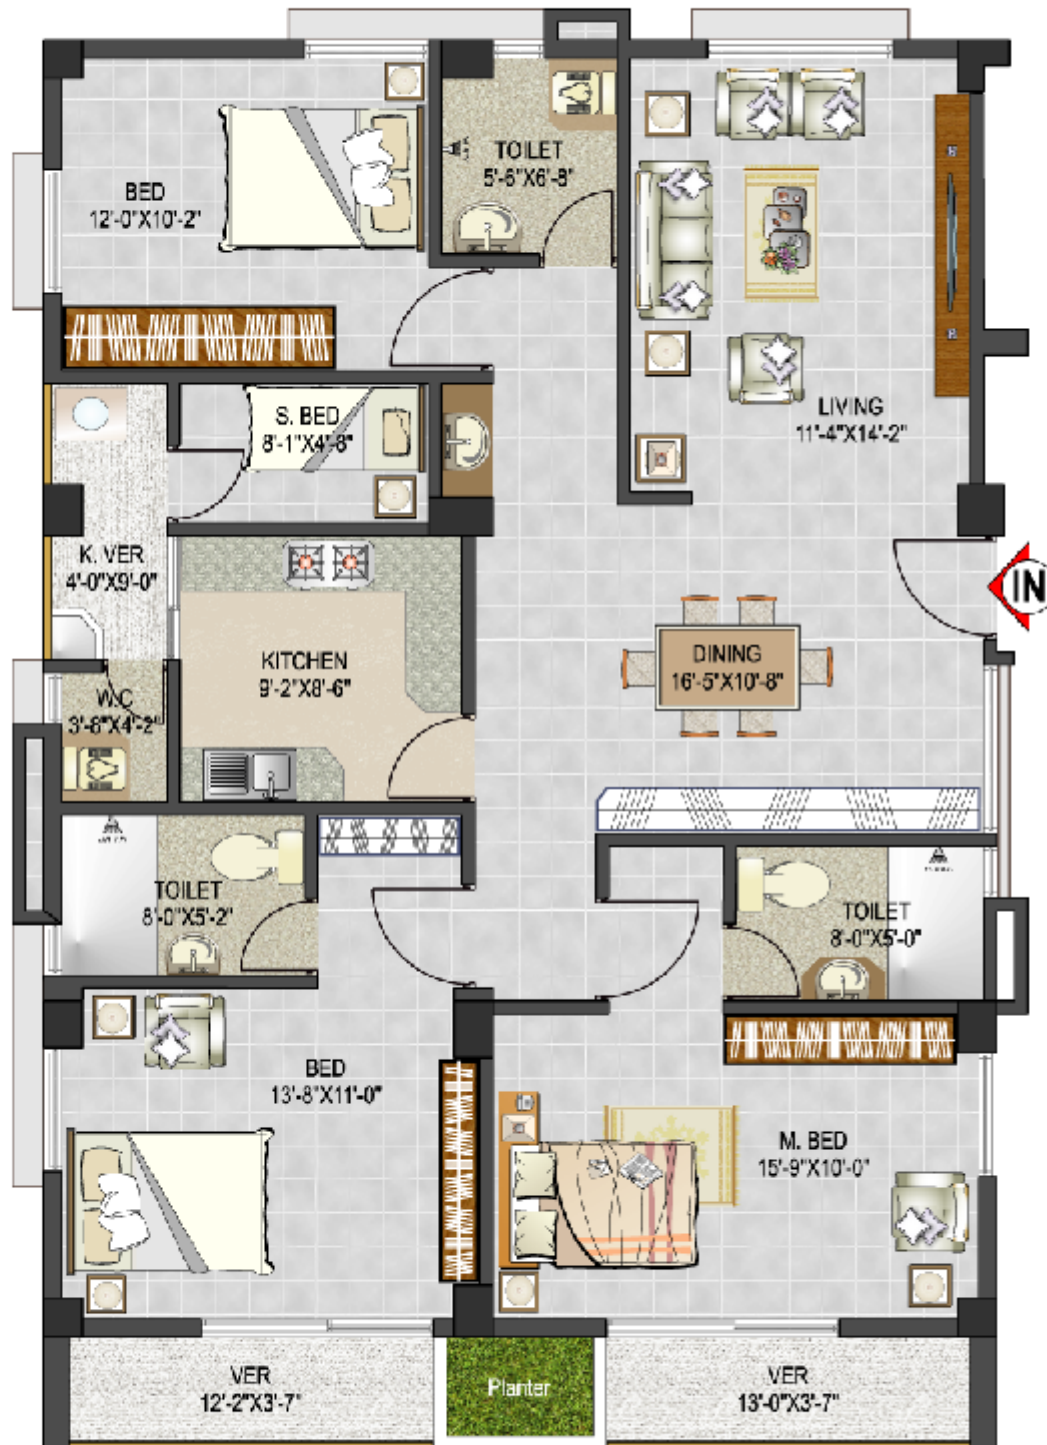 BED
12'-0"X10'-2"
TOILET
5'-6"X6'-8"
LIVING
11'-4"X14'-2"
S. BED
8'-1"X4'-8"
K. VER
4'-0"X9'-0"
IN
KITCHEN
9'-2"X8'-6"
DINING
16'-5"X10'-8"
W.C
3'-8"X4'-2"
TOILET
8'-0"X5'-2"
TOILET
8'-0"X5'-0"
BED
13'-8"X11'-0"
M. BED
15'-9"X10'-0"
VER
12'-2"X3'-7"
Planter
VER
13'-0"X3'-7"